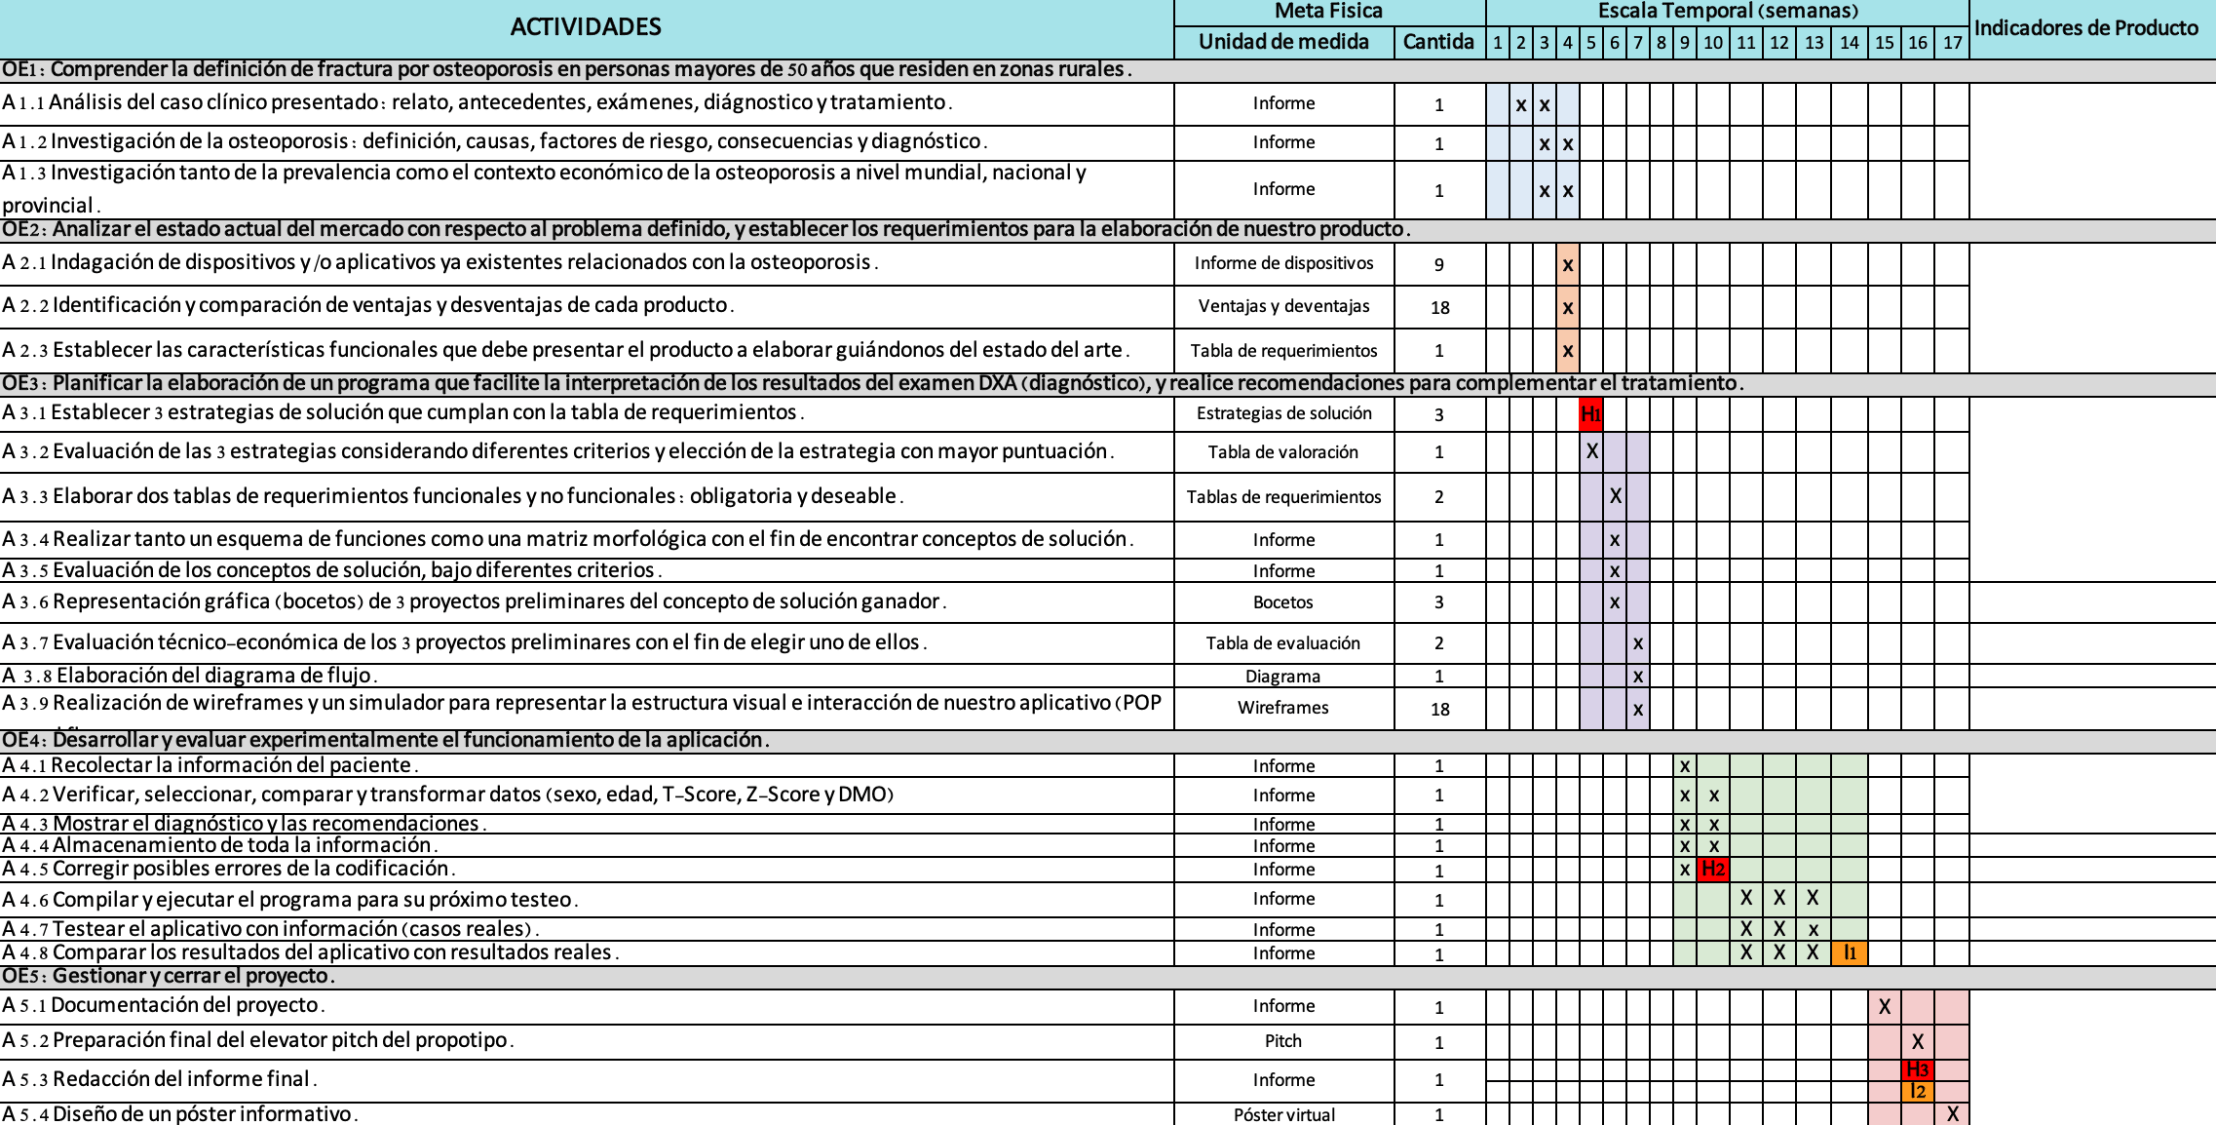 ACTIVIDADES Meta Fisica Escala Temporal (semanas) Indicadores de Producto
Unidad de medida Cantida 1 2 3 4 5 6 7 8 9 10 11 12 13 14 15 16 17
OE1: Comprender la definición de fractura por osteoporosis en personas mayores de 50 años que residen en zonas rurales.
A 1.1 Análisis del caso clínico presentado: relato, antecedentes, exámenes, diágnostico y tratamiento. Informe 1 x x
A 1.2 Investigación de la osteoporosis: definición, causas, factores de riesgo, consecuencias y diagnóstico. Informe 1 x x
A 1.3 Investigación tanto de la prevalencia como el contexto económico de la osteoporosis a nivel mundial, nacional y
provincial. Informe 1 x x
OE2: Analizar el estado actual del mercado con respecto al problema definido, y establecer los requerimientos para la elaboración de nuestro producto.
A 2.1 Indagación de dispositivos y/o aplicativos ya existentes relacionados con la osteoporosis. Informe de dispositivos 9 x
A 2.2 Identificación y comparación de ventajas y desventajas de cada producto. Ventajas y deventajas 18 x
A 2.3 Establecer las características funcionales que debe presentar el producto a elaborar guiándonos del estado del arte. Tabla de requerimientos 1 x
OE3: Planificar la elaboración de un programa que facilite la interpretación de los resultados del examen DXA (diagnóstico), y realice recomendaciones para complementar el tratamiento.
A 3.1 Establecer 3 estrategias de solución que cumplan con la tabla de requerimientos. Estrategias de solución 3 H1
A 3.2 Evaluación de las 3 estrategias considerando diferentes criterios y elección de la estrategia con mayor puntuación. Tabla de valoración 1 X
A 3.3 Elaborar dos tablas de requerimientos funcionales y no funcionales: obligatoria y deseable. Tablas de requerimientos 2 X
A 3.4 Realizar tanto un esquema de funciones como una matriz morfológica con el fin de encontrar conceptos de solución. Informe 1 x
A 3.5 Evaluación de los conceptos de solución, bajo diferentes criterios. Informe 1 x
A 3.6 Representación gráfica (bocetos) de 3 proyectos preliminares del concepto de solución ganador. Bocetos 3 x
A 3.7 Evaluación técnico-económica de los 3 proyectos preliminares con el fin de elegir uno de ellos. Tabla de evaluación 2 x
A 3.8 Elaboración del diagrama de flujo. Diagrama 1 x
A 3.9 Realización de wireframes y un simulador para representar la estructura visual e interacción de nuestro aplicativo (POP Wireframes 18 x
OE4: Desarrollar y evaluar experimentalmente el funcionamiento de la aplicación.
A 4.1 Recolectar la información del paciente. Informe 1 x
A 4.2 Verificar, seleccionar, comparar y transformar datos (sexo, edad, T-Score, Z-Score y DMO) Informe 1 x x
A 4.3 Mostrar el diagnóstico y las recomendaciones. Informe 1 x x
A 4.4 Almacenamiento de toda la información. Informe 1 x x
A 4.5 Corregir posibles errores de la codificación. Informe 1 x H2
A 4.6 Compilar y ejecutar el programa para su próximo testeo. Informe 1 X X X
A 4.7 Testear el aplicativo con información (casos reales). Informe 1 X X x
A 4.8 Comparar los resultados del aplicativo con resultados reales. Informe 1 X X X I1
OE5: Gestionar y cerrar el proyecto.
A 5.1 Documentación del proyecto. Informe 1 X
A 5.2 Preparación final del elevator pitch del propotipo. Pitch 1 X
A 5.3 Redacción del informe final. Informe 1 H3
I2
A 5.4 Diseño de un póster informativo. Póster virtual 1 X